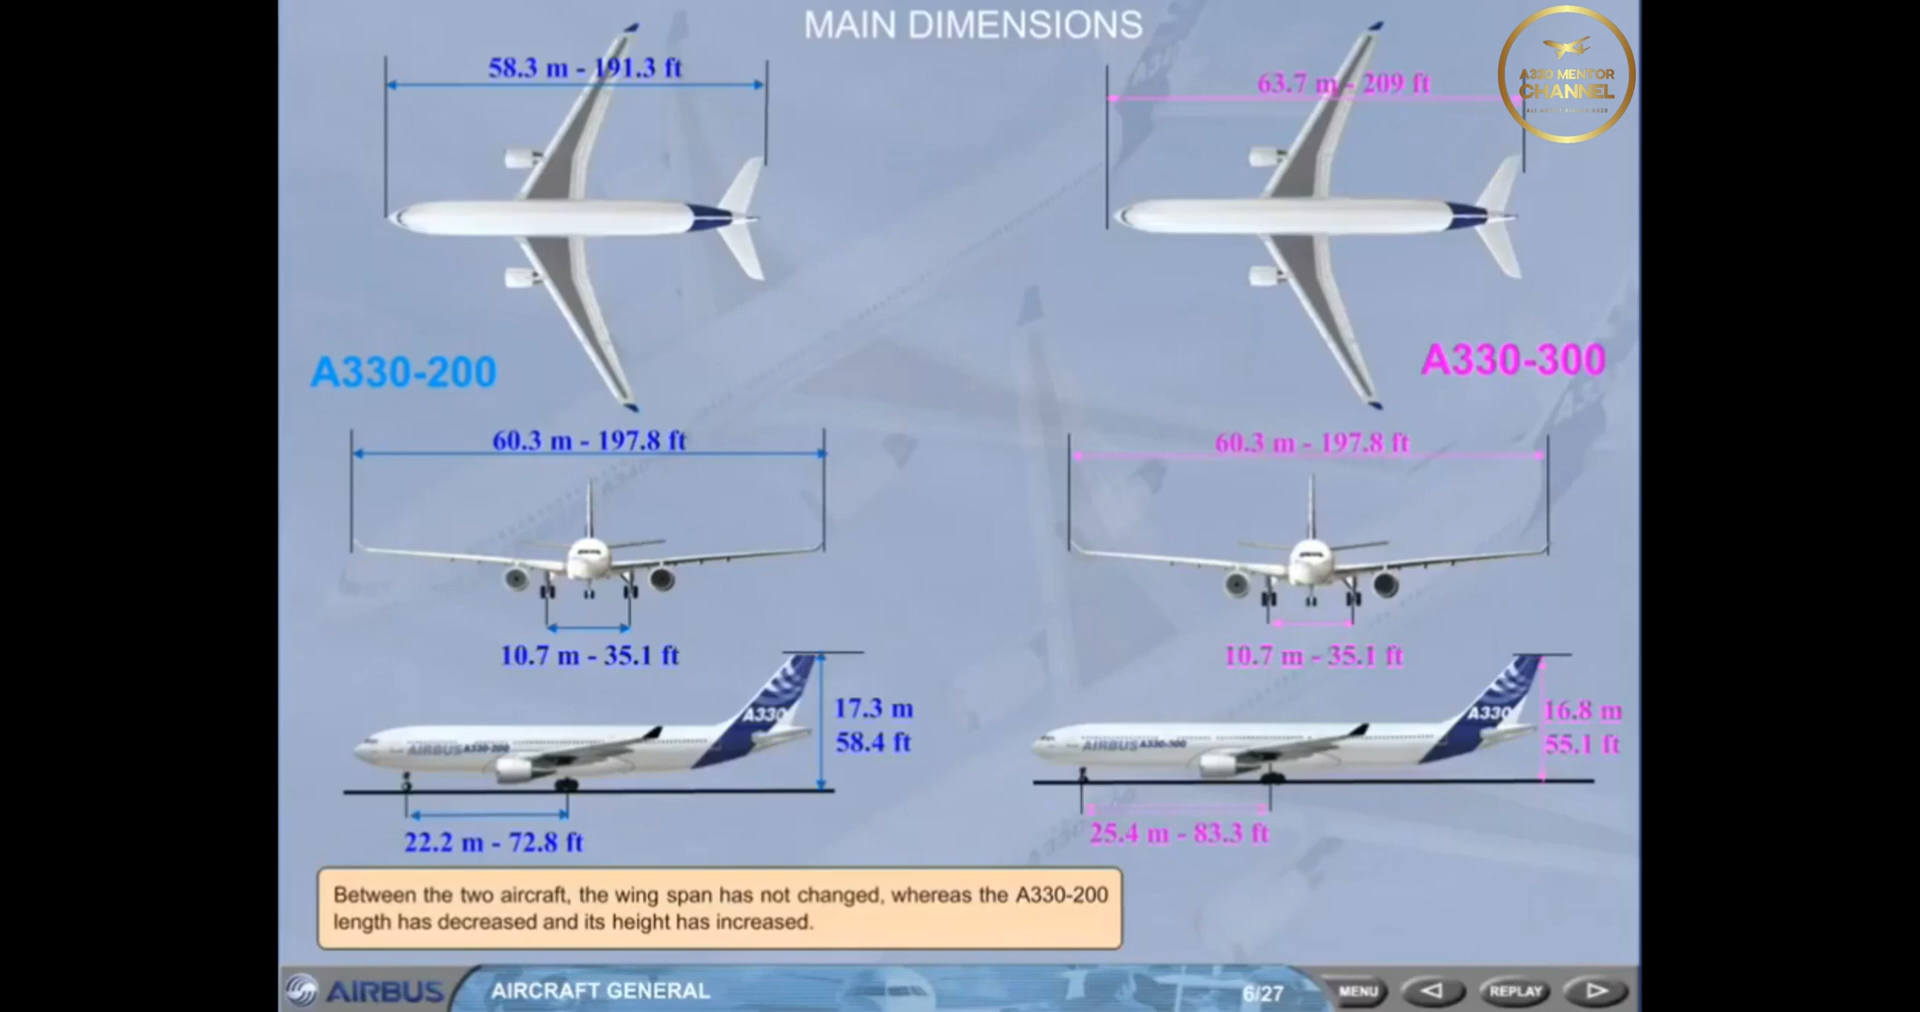 MAIN DIMENSIONS
A330 MENTOR
CHANNEL
58.3 m - 191.3 ft
63.7 m - 209 ft
A330-200
A330-300
60.3 m - 197.8 ft
60.3 m - 197.8 ft
10.7 m - 35.1 ft
10.7 m - 35.1 ft
A330
17.3 m
58.4 ft
AIRBUS A330-200
A330
16.8 m
55.1 ft
AIRBUS A330-300
22.2 m - 72.8 ft
25.4 m - 83.3 ft
Between the two aircraft, the wing span has not changed, whereas the A330-200
length has decreased and its height has increased.
AIRBUS
AIRCRAFT GENERAL
6/27
MENU
REPLAY